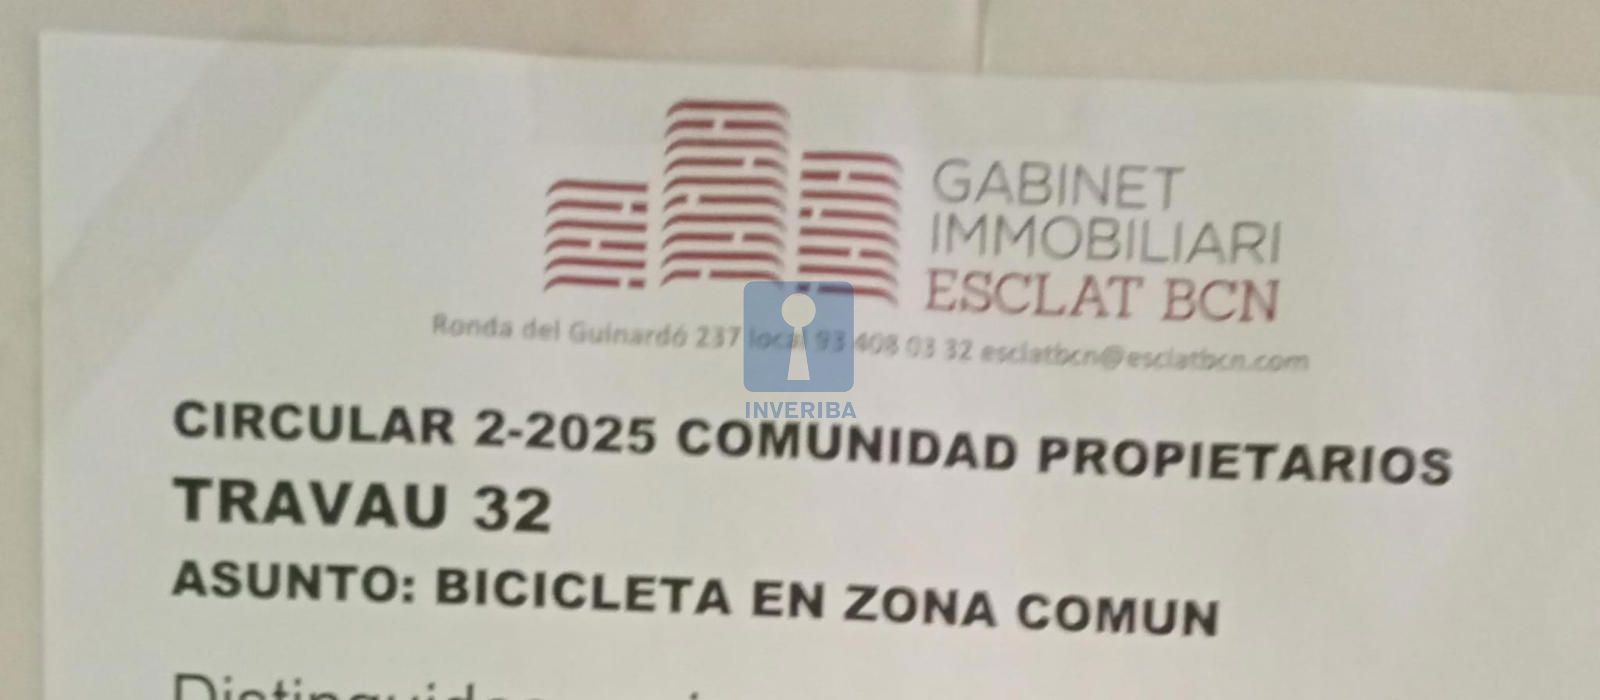 GABINET
IMMOBILIARI
ESCLAT BCN
Ronda del Guinardó 237 local 93 408 03 32 esclatbcn@esclatbcn.com
INVERIBA
CIRCULAR 2-2025 COMUNIDAD PROPIETARIOS
TRAVAU 32
ASUNTO: BICICLETA EN ZONA COMUN